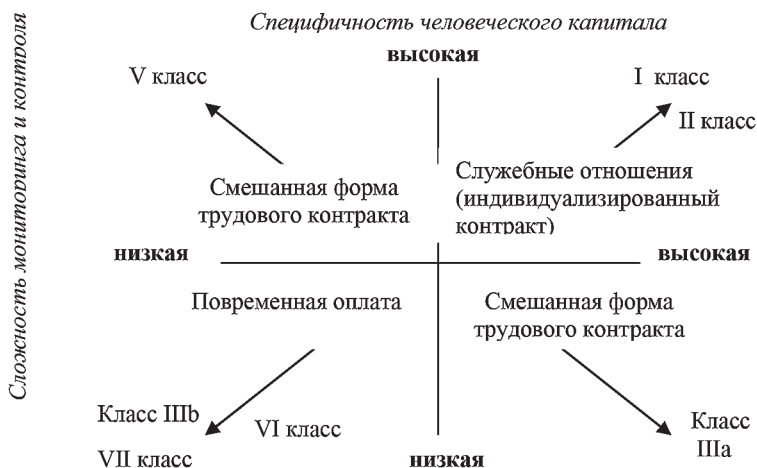 Специфичность человеческого капитала
высокая
Сложность мониторинга и контроля
V класс
I класс
II класс
Смешанная форма
трудового контракта
Служебные отношения
(индивидуализированный
контракт)
низкая
высокая
Повременная оплата
Смешанная форма
трудового контракта
Класс IIIb
VI класс
VII класс
низкая
Класс
IIIa